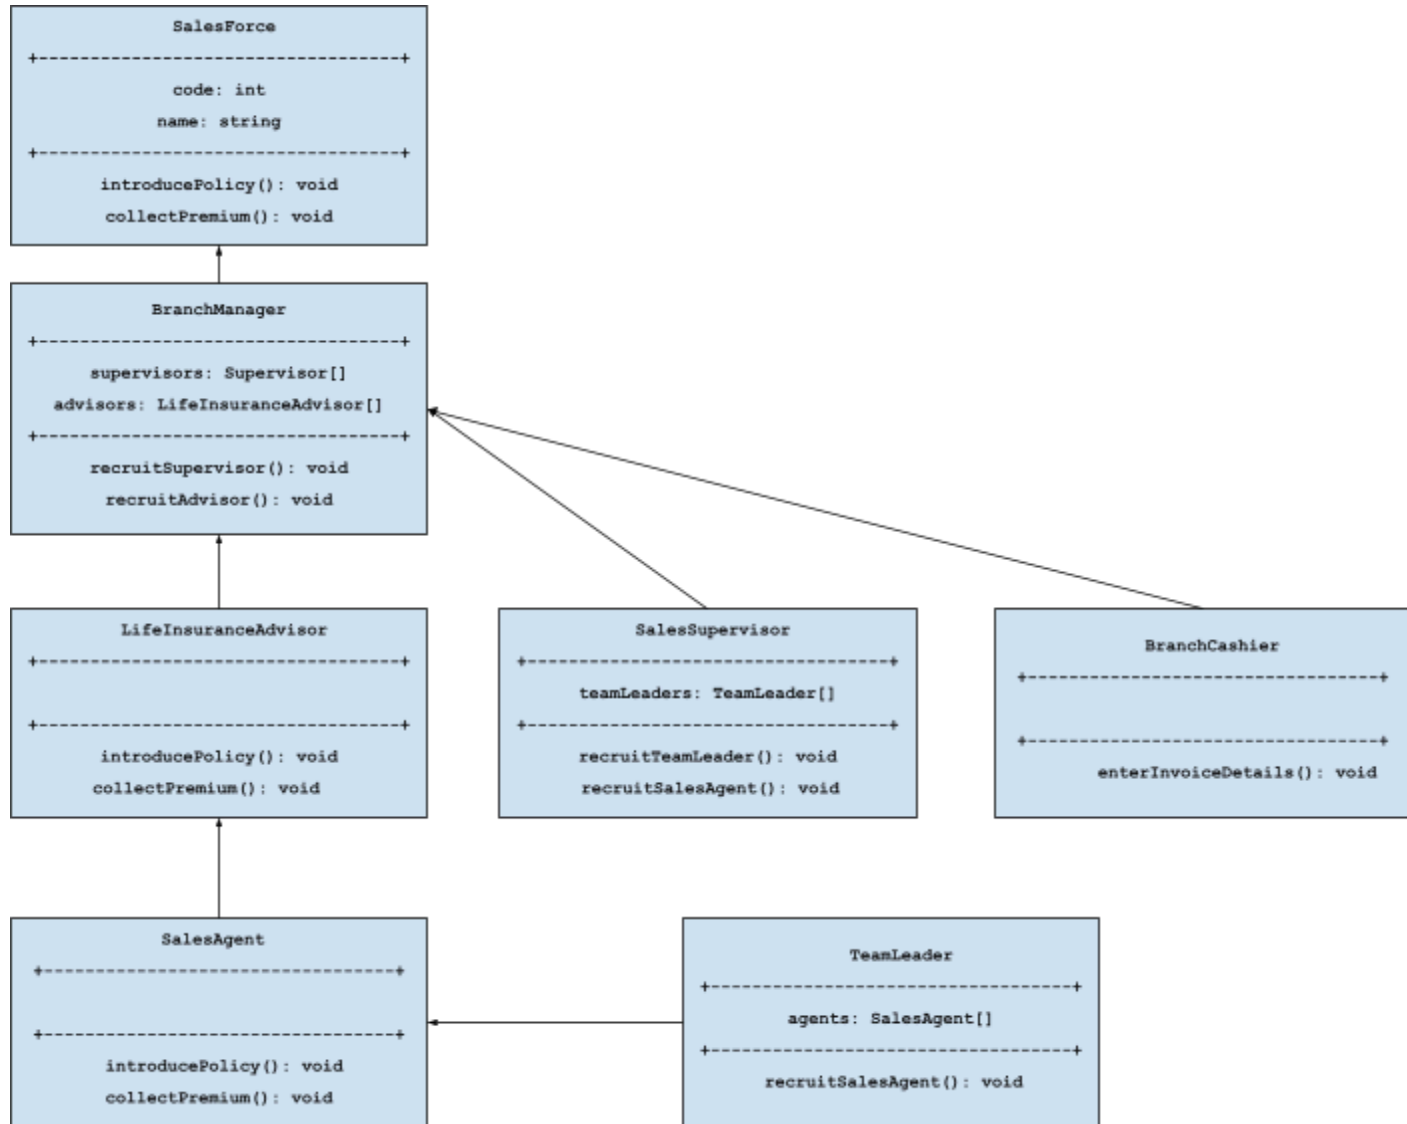 SalesForce
+-----------------------------------+
code: int
name: string
+-----------------------------------+
introducePolicy(): void
collectPremium(): void
BranchManager
+-----------------------------------+
supervisors: Supervisor[]
advisors: LifeInsuranceAdvisor[]
+-----------------------------------+
recruitSupervisor(): void
recruitAdvisor(): void
LifeInsuranceAdvisor
+-----------------------------------+
+-----------------------------------+
introducePolicy(): void
collectPremium(): void
SalesSupervisor
+-----------------------------------+
teamLeaders: TeamLeader[]
+-----------------------------------+
recruitTeamLeader(): void
recruitSalesAgent(): void
BranchCashier
+----------------------------------+
+----------------------------------+
enterInvoiceDetails(): void
SalesAgent
+----------------------------------+
+----------------------------------+
introducePolicy(): void
collectPremium(): void
TeamLeader
+-----------------------------------+
agents: SalesAgent[]
+-----------------------------------+
recruitSalesAgent(): void